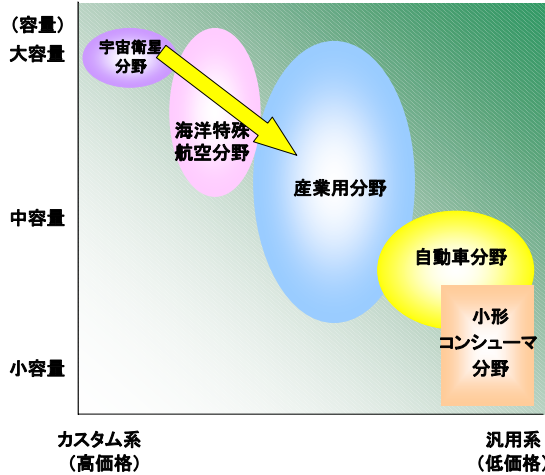 (容量)
大容量
宇宙衛星
分野
海洋特殊
航空分野
産業用分野
中容量
自動車分野
小形
コンシューマ
分野
小容量
カスタム系
(高価格)
汎用系
(低価格)